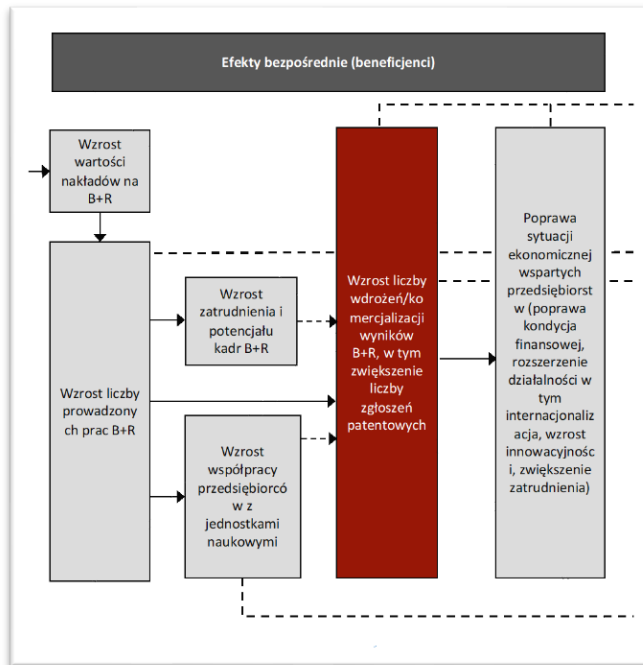 Efekty bezpośrednie (beneficjenci)
Wzrost
wartości
nakładów na
B+R
Wzrost liczby
prowadzony
ch prac B+R
Wzrost
zatrudnienia i
potencjału
kadr B+R
Wzrost
współpracy
przedsiębiorcó
w z
jednostkami
naukowymi
Wzrost liczby
wdrożeń/ko
mercjalizacji
wyników
B+R, w tym
zwiększenie
liczby
zgłoszeń
patentowych
Poprawa
sytuacji
ekonomicznej
wspartych
przedsiębiorst
w (poprawa
kondycja
finansowej,
rozszerzenie
działalności w
tym
internacjonaliz
acja, wzrost
innowacyjnośc
i, zwiększenie
zatrudnienia)